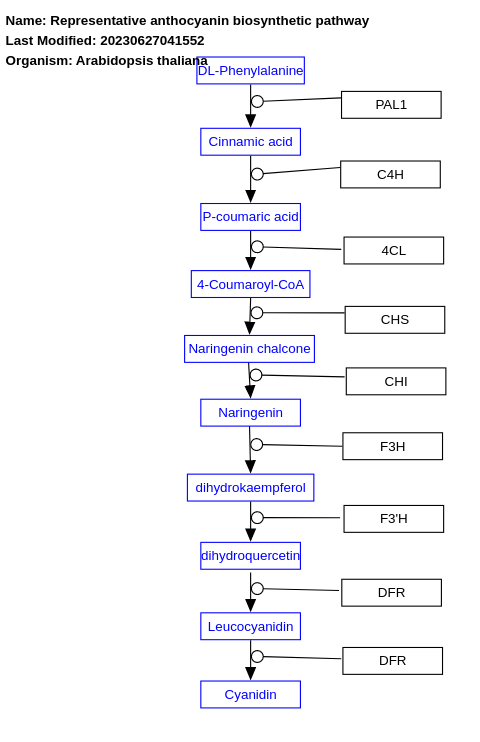 Name: Representative anthocyanin biosynthetic pathway
Last Modified: 20230627041552
Organism: Arabidopsis thaliana
DL-Phenylalanine
PAL1
Cinnamic acid
C4H
P-coumaric acid
4CL
4-Coumaroyl-CoA
CHS
Naringenin chalcone
CHI
Naringenin
F3H
dihydrokaempferol
F3'H
dihydroquercetin
DFR
Leucocyanidin
DFR
Cyanidin